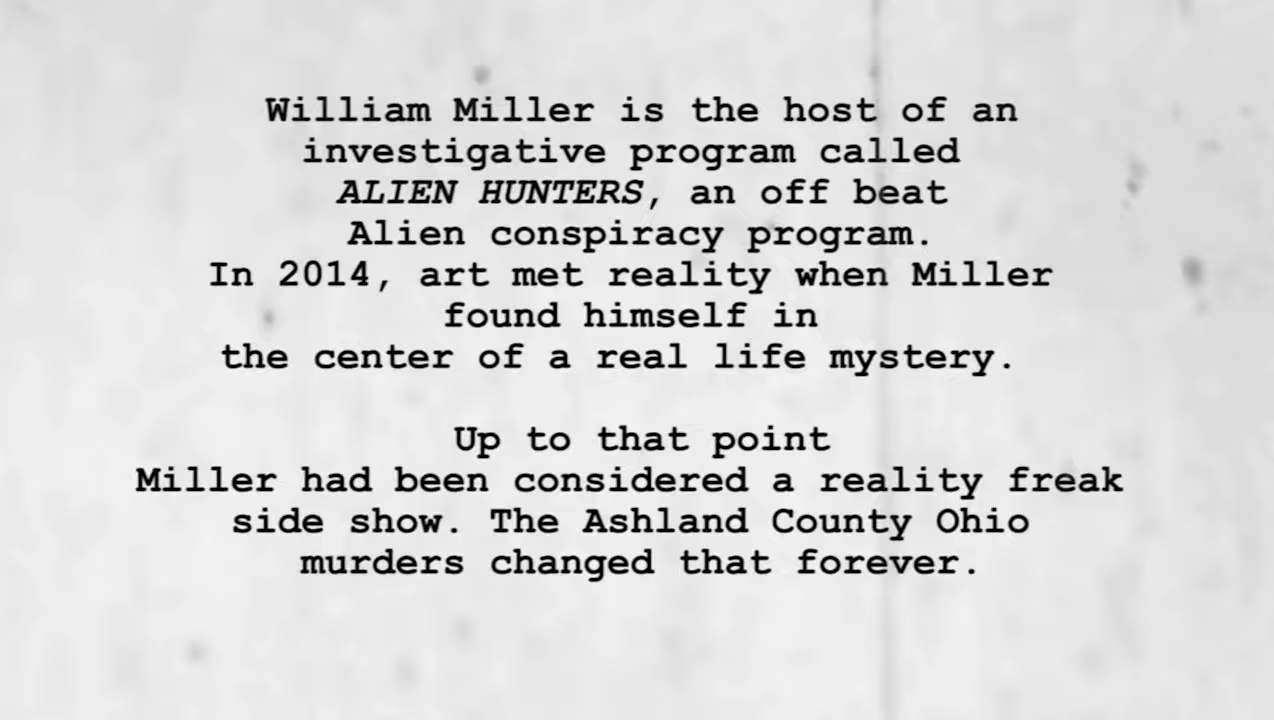 William Miller is the host of an
investigative program called
ALIEN HUNTERS, an off beat
Alien conspiracy program.
In 2014, art met reality when Miller
found himself in
the center of a real life mystery.
Up to that point
Miller had been considered a reality freak
side show. The Ashland County Ohio
murders changed that forever.